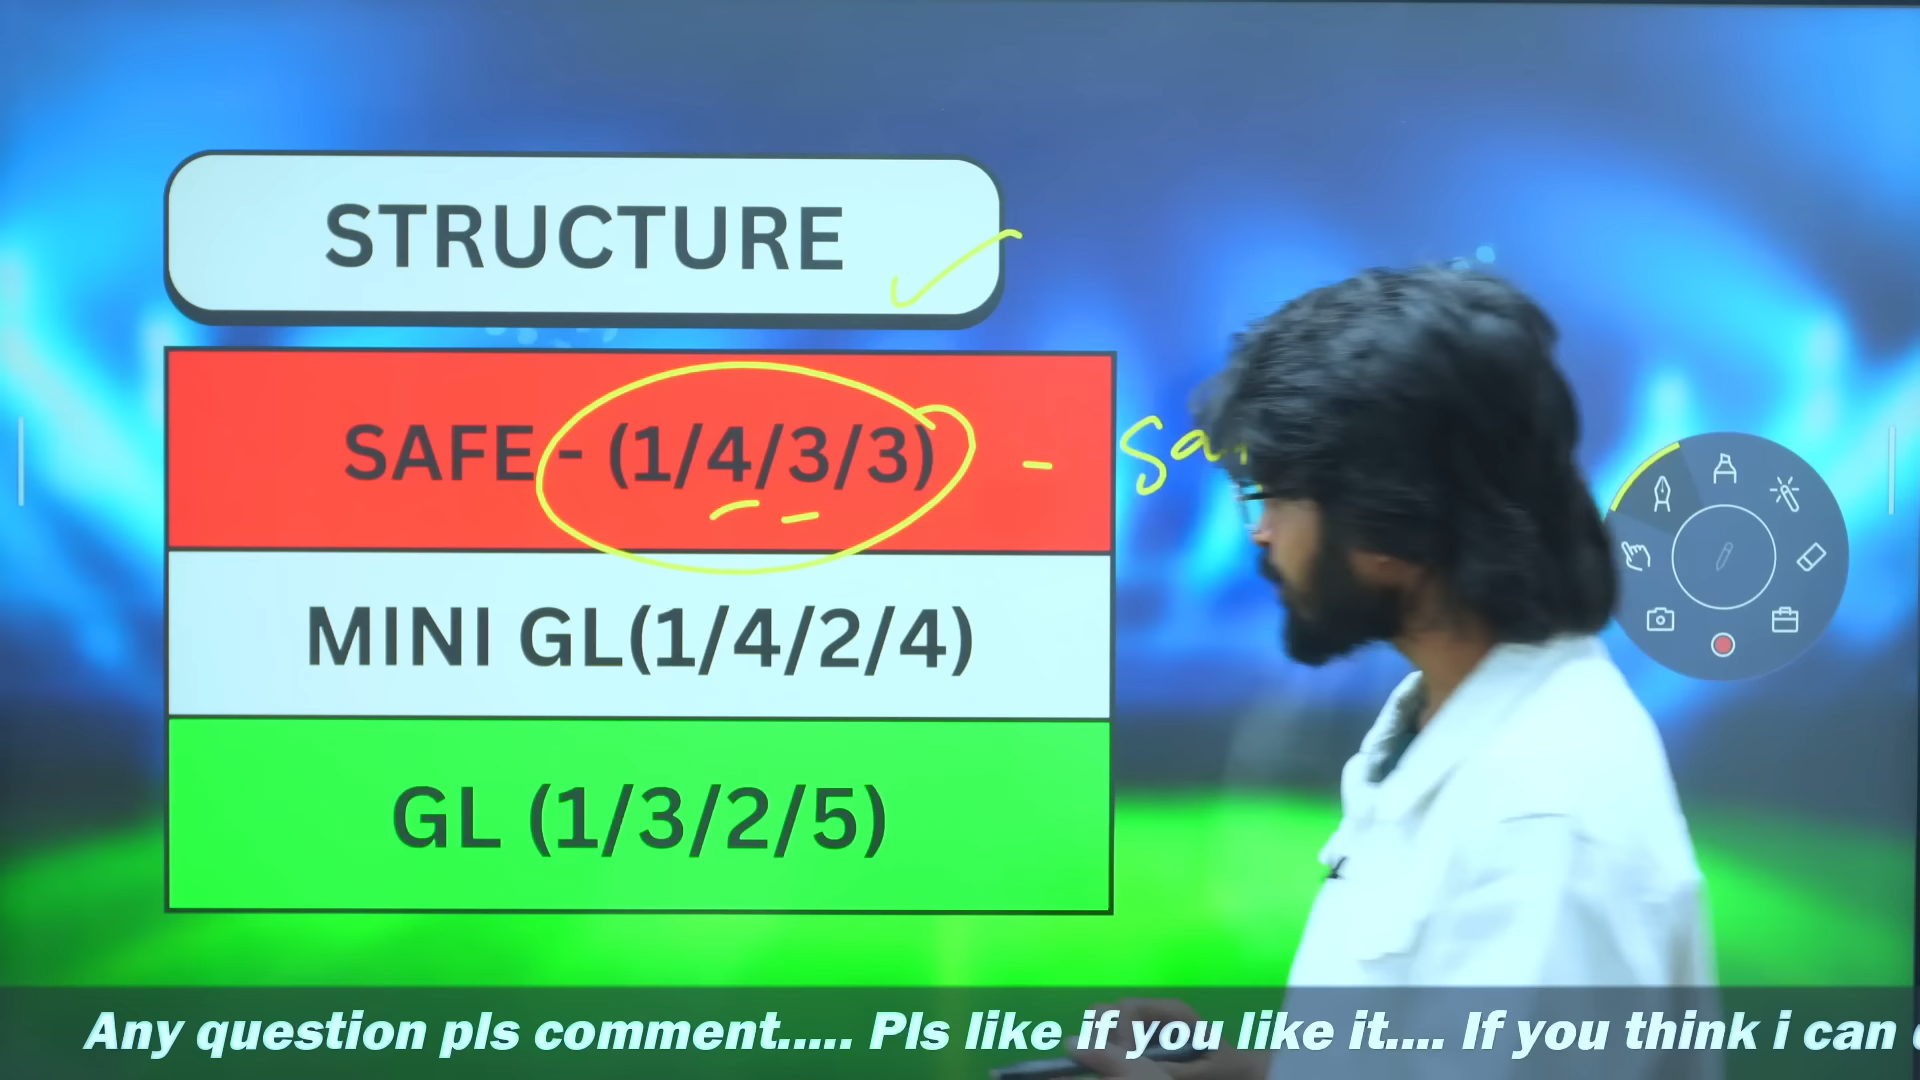 STRUCTURE
SAFE - (1/4/3/3) -
MINI GL(1/4/2/4)
GL (1/3/2/5)
Any question pls comment..... Pls like if you like it.... If you think i can